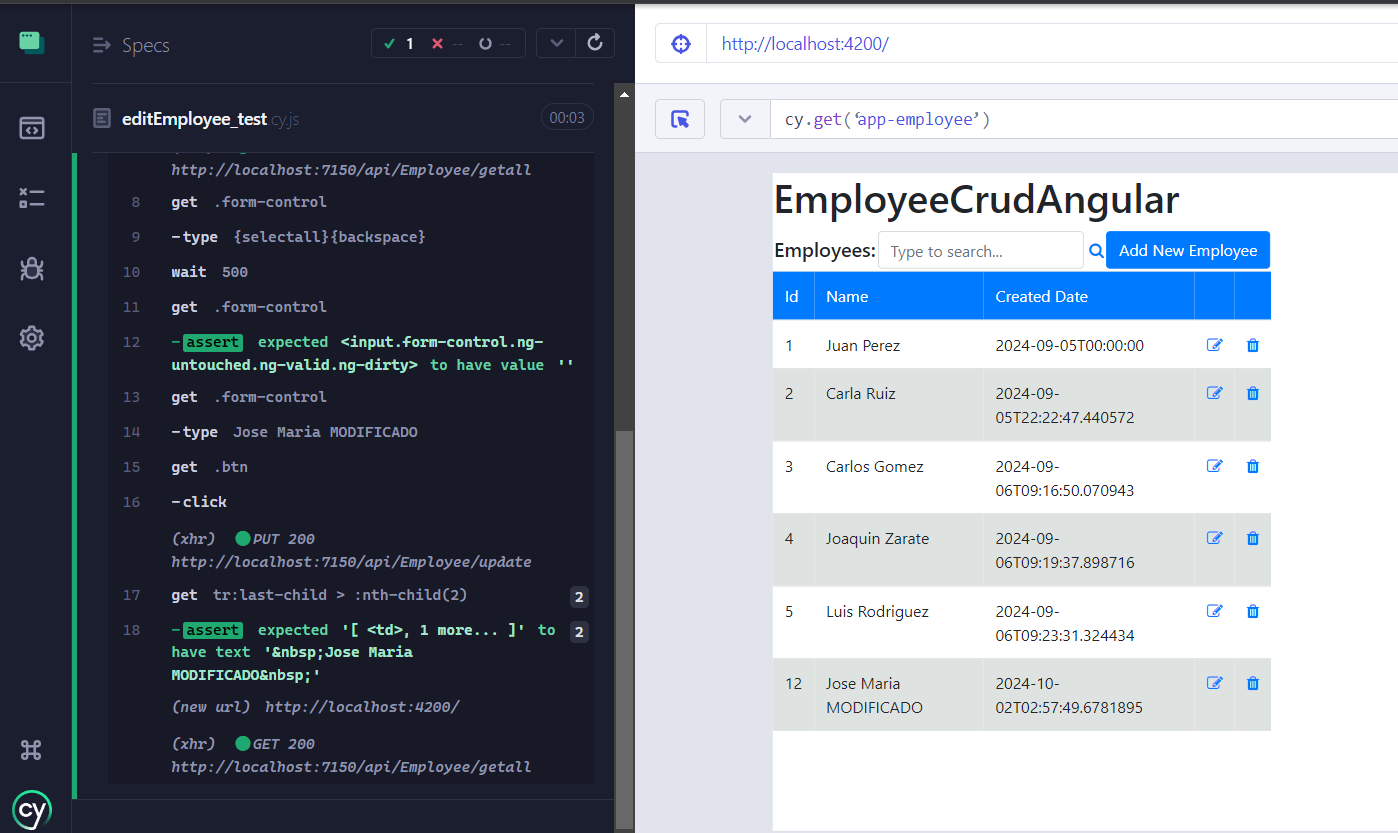 Specs
1 -- --
editEmployee_test.cy.js
00:03
http://localhost:7150/api/Employee/getall
8 get .form-control
9 -type {selectall}{backspace}
10 wait 500
11 get .form-control
12 -assert expected <input.form-control.ng-
untouched.ng-valid.ng-dirty> to have value ''
13 get .form-control
14 -type Jose Maria MODIFICADO
15 get .btn
16 -click
(xhr) PUT 200
http://localhost:7150/api/Employee/update
17 get tr:last-child > :nth-child(2) 2
18 -assert expected '[ <td>, 1 more... ]' to 2
have text '&nbsp;Jose Maria
MODIFICADO&nbsp;'
(new url) http://localhost:4200/
(xhr) GET 200
http://localhost:7150/api/Employee/getall
cy
http://localhost:4200/
cy.get(‘app-employee’)
EmployeeCrudAngular
Employees: Type to search... Add New Employee
Id Name Created Date
1 Juan Perez 2024-09-05T00:00:00
2 Carla Ruiz 2024-09-
05T22:22:47.440572
3 Carlos Gomez 2024-09-
06T09:16:50.070943
4 Joaquin Zarate 2024-09-
06T09:19:37.898716
5 Luis Rodriguez 2024-09-
06T09:23:31.324434
12 Jose Maria 2024-10-
MODIFICADO 02T02:57:49.6781895